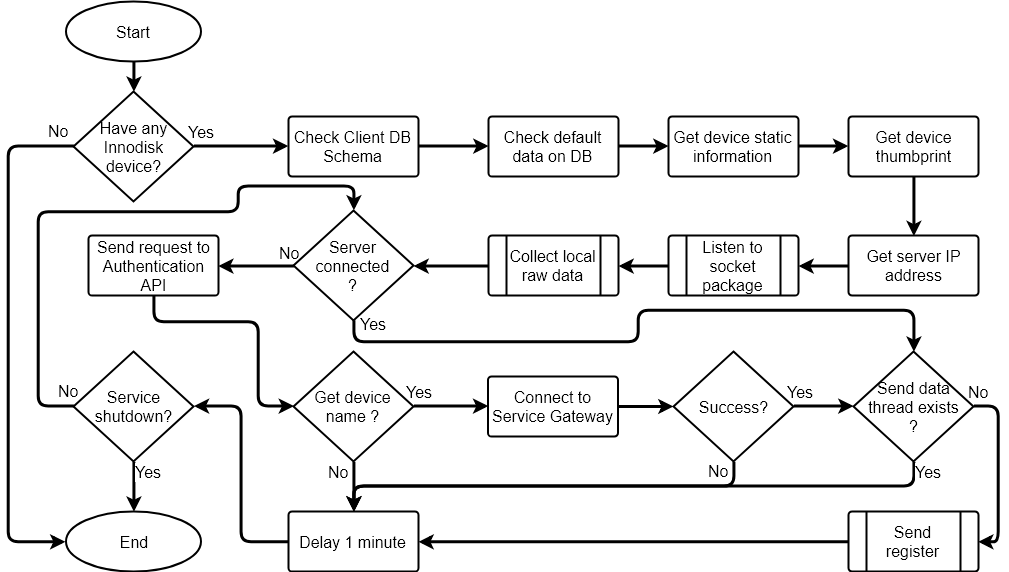 Start
Have any
Innodisk
device?
No
Yes
Check Client DB
Schema
Check default
data on DB
Get device static
information
Get device
thumbprint
Send request to
Authentication
API
No
Server
connected
?
Yes
Collect local
raw data
Listen to
socket
package
Get server IP
address
No
Service
shutdown?
Yes
Get device
name ?
Yes
No
Connect to
Service Gateway
Success?
Yes
No
Send data
thread exists
?
No
Yes
End
Delay 1 minute
Send
register